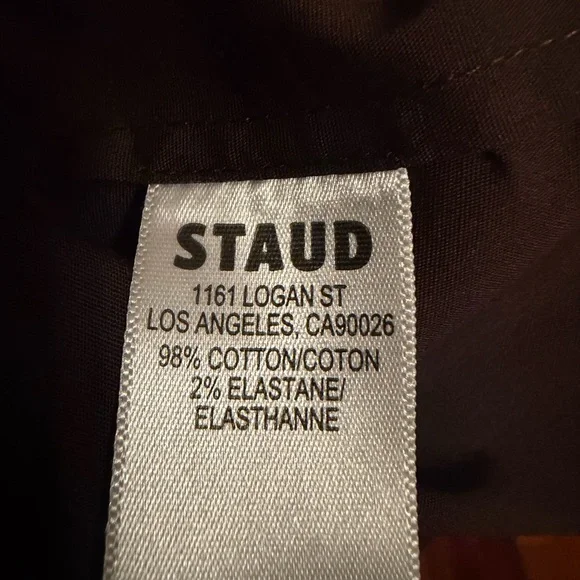 STAUD
1161 LOGAN ST
LOS ANGELES, CA90026
98% COTTON/COTON
2% ELASTANE/
ELASTHANNE